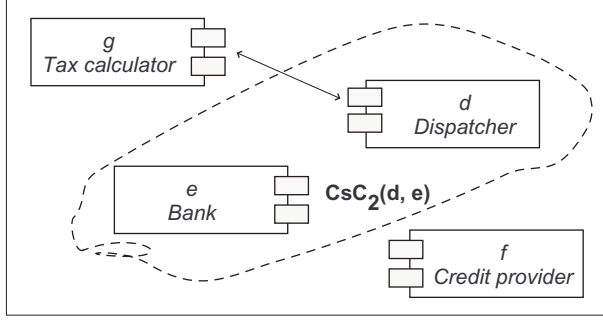 g
Tax calculator
d
Dispatcher
e
Bank
CsC2(d, e)
f
Credit provider